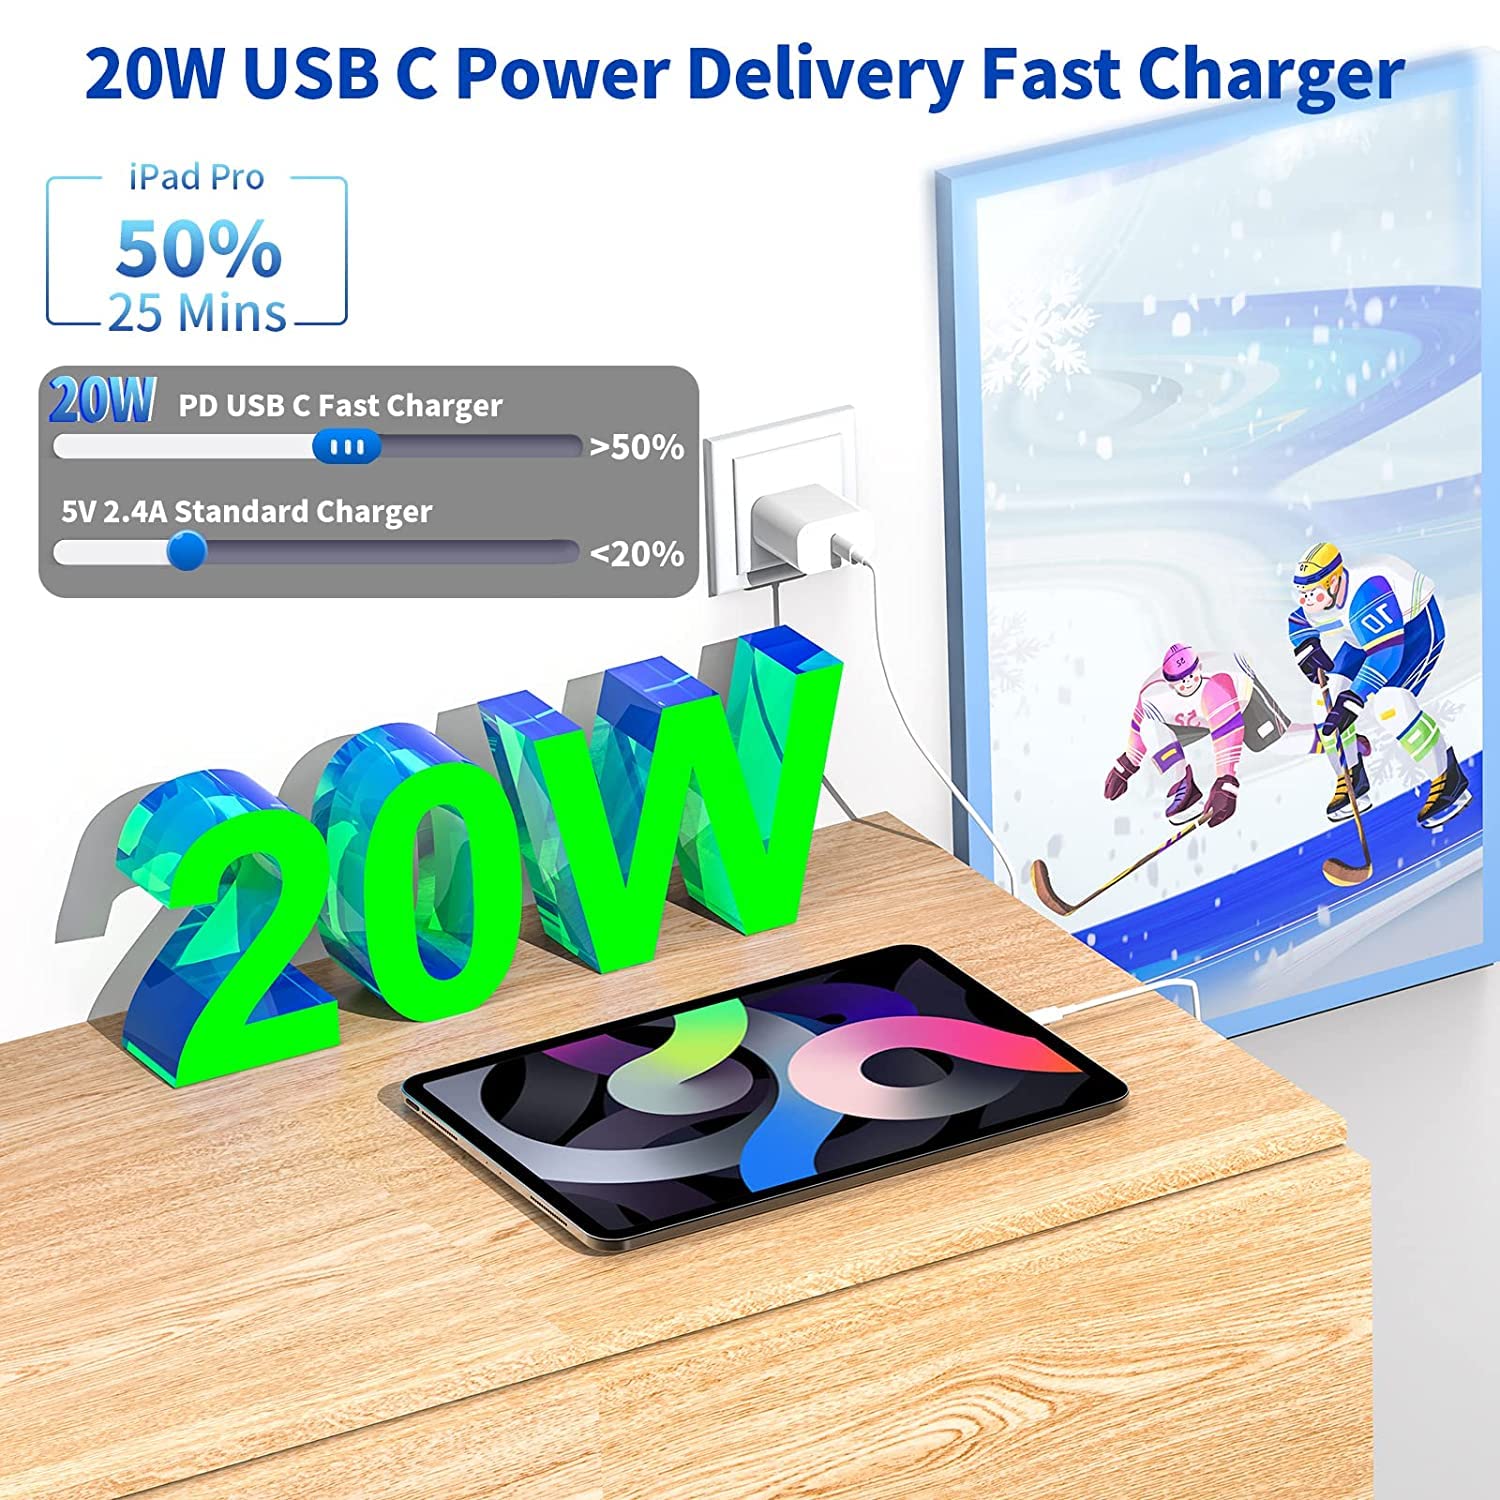 20W USB C Power Delivery Fast Charger
iPad Pro
50%
25 Mins
20W PD USB C Fast Charger
>50%
5V 2.4A Standard Charger
<20%
20W